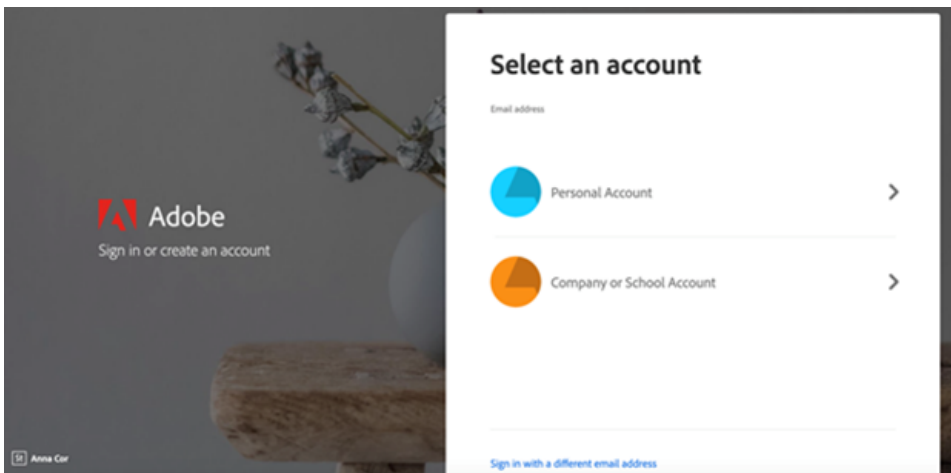 Adobe
Sign in or create an account
St Anna Cor
Select an account
Email address
Personal Account
Company or School Account
Sign in with a different email address